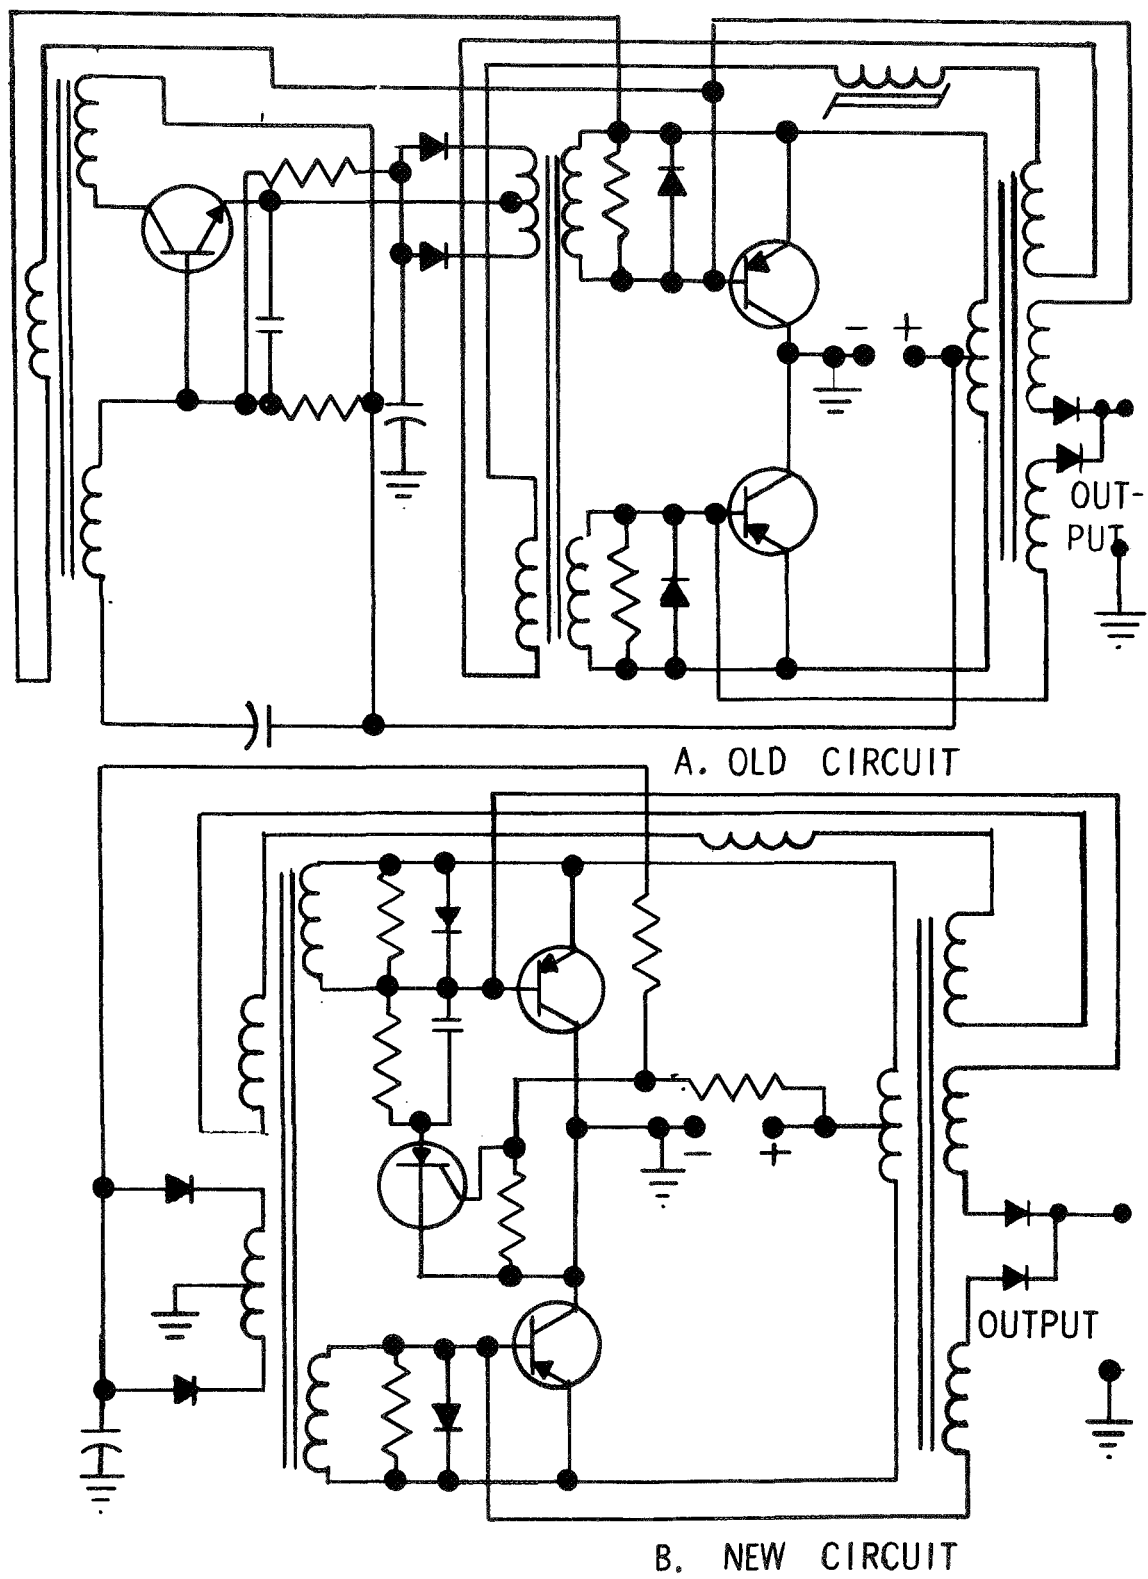 - +
OUT-
PUT
A. OLD CIRCUIT
- +
OUTPUT
B. NEW CIRCUIT